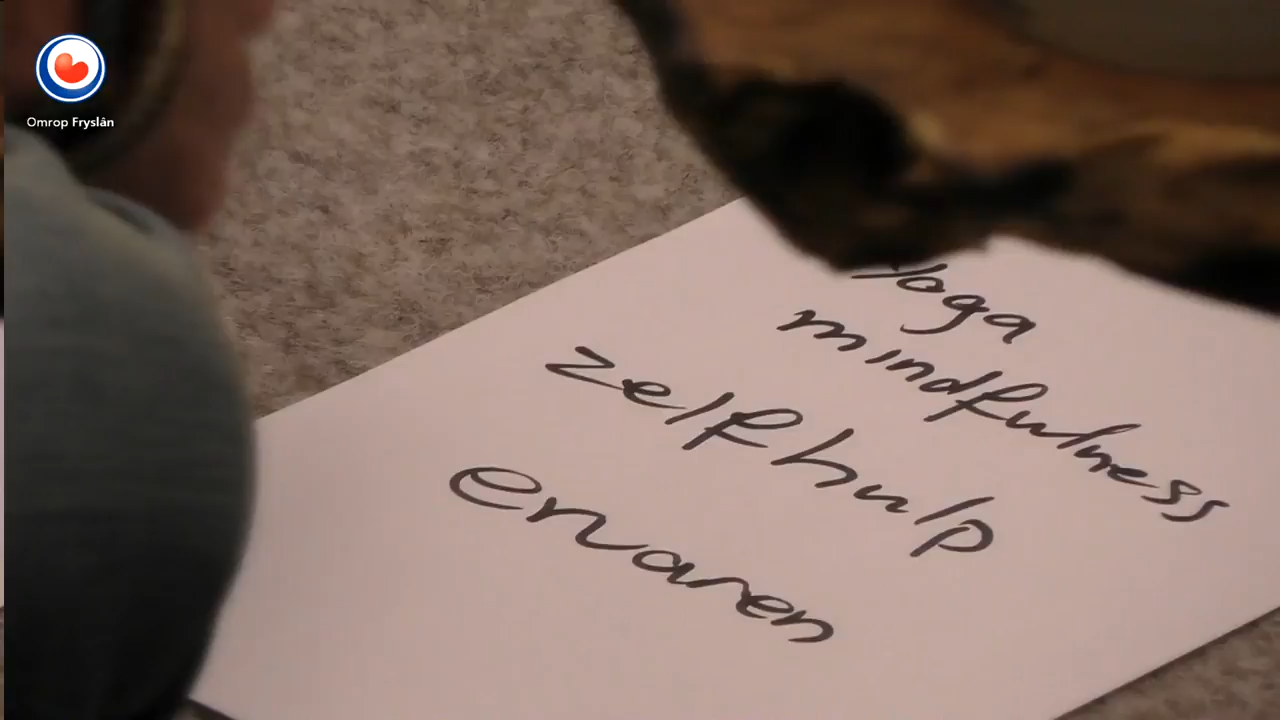 Omrop Fryslân
Yoga
mindfulness
zelfhulp
ervaren